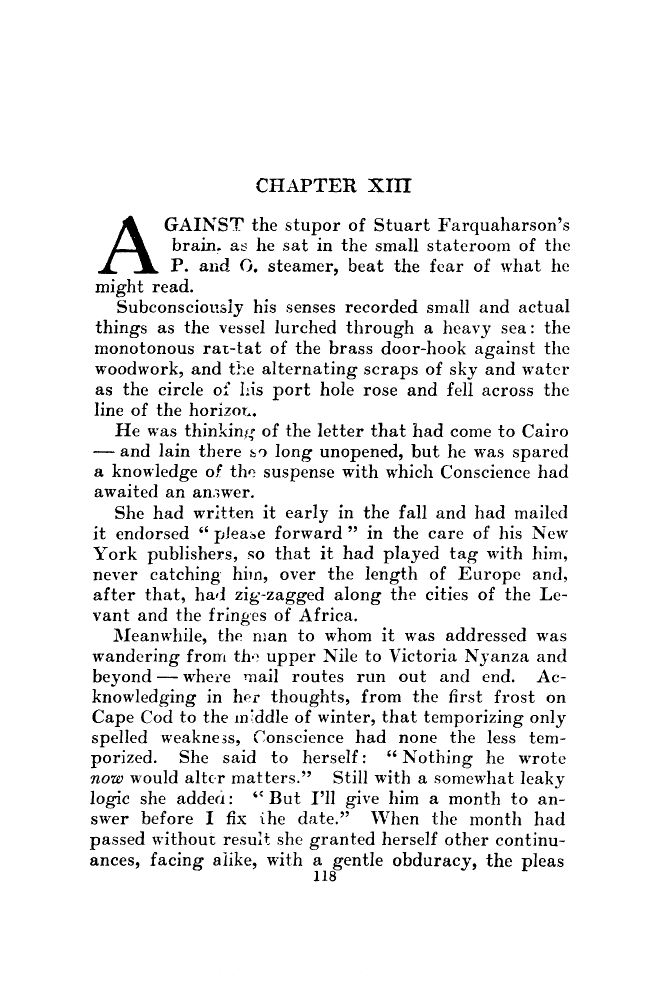 CHAPTER XIII
AGAINST the stupor of Stuart Farquaharson's
brain, as he sat in the small stateroom of the
P. and O. steamer, beat the fear of what he
might read.
Subconsciously his senses recorded small and actual
things as the vessel lurched through a heavy sea: the
monotonous rat-tat of the brass door-hook against the
woodwork, and the alternating scraps of sky and water
as the circle of his port hole rose and fell across the
line of the horizon.
He was thinking of the letter that had come to Cairo
— and lain there so long unopened, but he was spared
a knowledge of the suspense with which Conscience had
awaited an answer.
She had written it early in the fall and had mailed
it endorsed “please forward” in the care of his New
York publishers, so that it had played tag with him,
never catching him, over the length of Europe and,
after that, had zig-zagged along the cities of the Le-
vant and the fringes of Africa.
Meanwhile, the man to whom it was addressed was
wandering from the upper Nile to Victoria Nyanza and
beyond — where mail routes run out and end. Ac-
knowledging in her thoughts, from the first frost on
Cape Cod to the middle of winter, that temporizing only
spelled weakness, Conscience had none the less tem-
porized. She said to herself: “Nothing he wrote
now would alter matters.” Still with a somewhat leaky
logic she added: “But I'll give him a month to an-
swer before I fix the date.” When the month had
passed without result she granted herself other continu-
ances, facing alike, with a gentle obduracy, the pleas
118